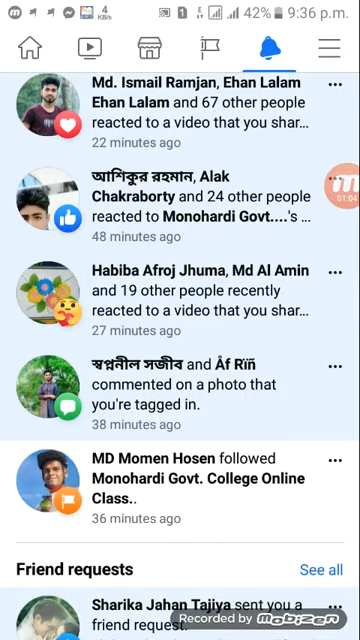 4 KB/s 1 42% 9:36 p.m.
Md. Ismail Ramjan, Ehan Lalam
Ehan Lalam and 67 other people
reacted to a video that you shar...
22 minutes ago
আশিকুর রহমান, Alak
Chakraborty and 24 other people
reacted to Monohardi Govt....'s ...
48 minutes ago
01:04
Habiba Afroj Jhuma, Md Al Amin
and 19 other people recently
reacted to a video that you shar...
27 minutes ago
স্বপ্ননীল সজীব and Åf Rïñ
commented on a photo that
you're tagged in.
38 minutes ago
MD Momen Hosen followed
Monohardi Govt. College Online
Class..
36 minutes ago
Friend requests
See all
Sharika Jahan Tajiya sent you a
friend request.
Recorded by mobizen